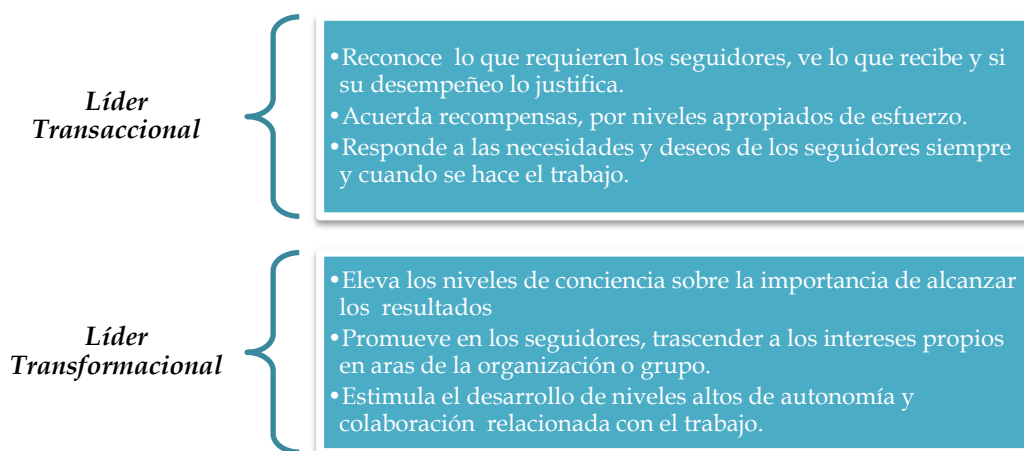 Líder
Transaccional
•Reconoce lo que requieren los seguidores, ve lo que recibe y si
su desempeñeo lo justifica.
•Acuerda recompensas, por niveles apropiados de esfuerzo.
•Responde a las necesidades y deseos de los seguidores siempre
y cuando se hace el trabajo.
Líder
Transformacional
•Eleva los niveles de conciencia sobre la importancia de alcanzar
los resultados
•Promueve en los seguidores, trascender a los intereses propios
en aras de la organización o grupo.
•Estimula el desarrollo de niveles altos de autonomía y
colaboración relacionada con el trabajo.